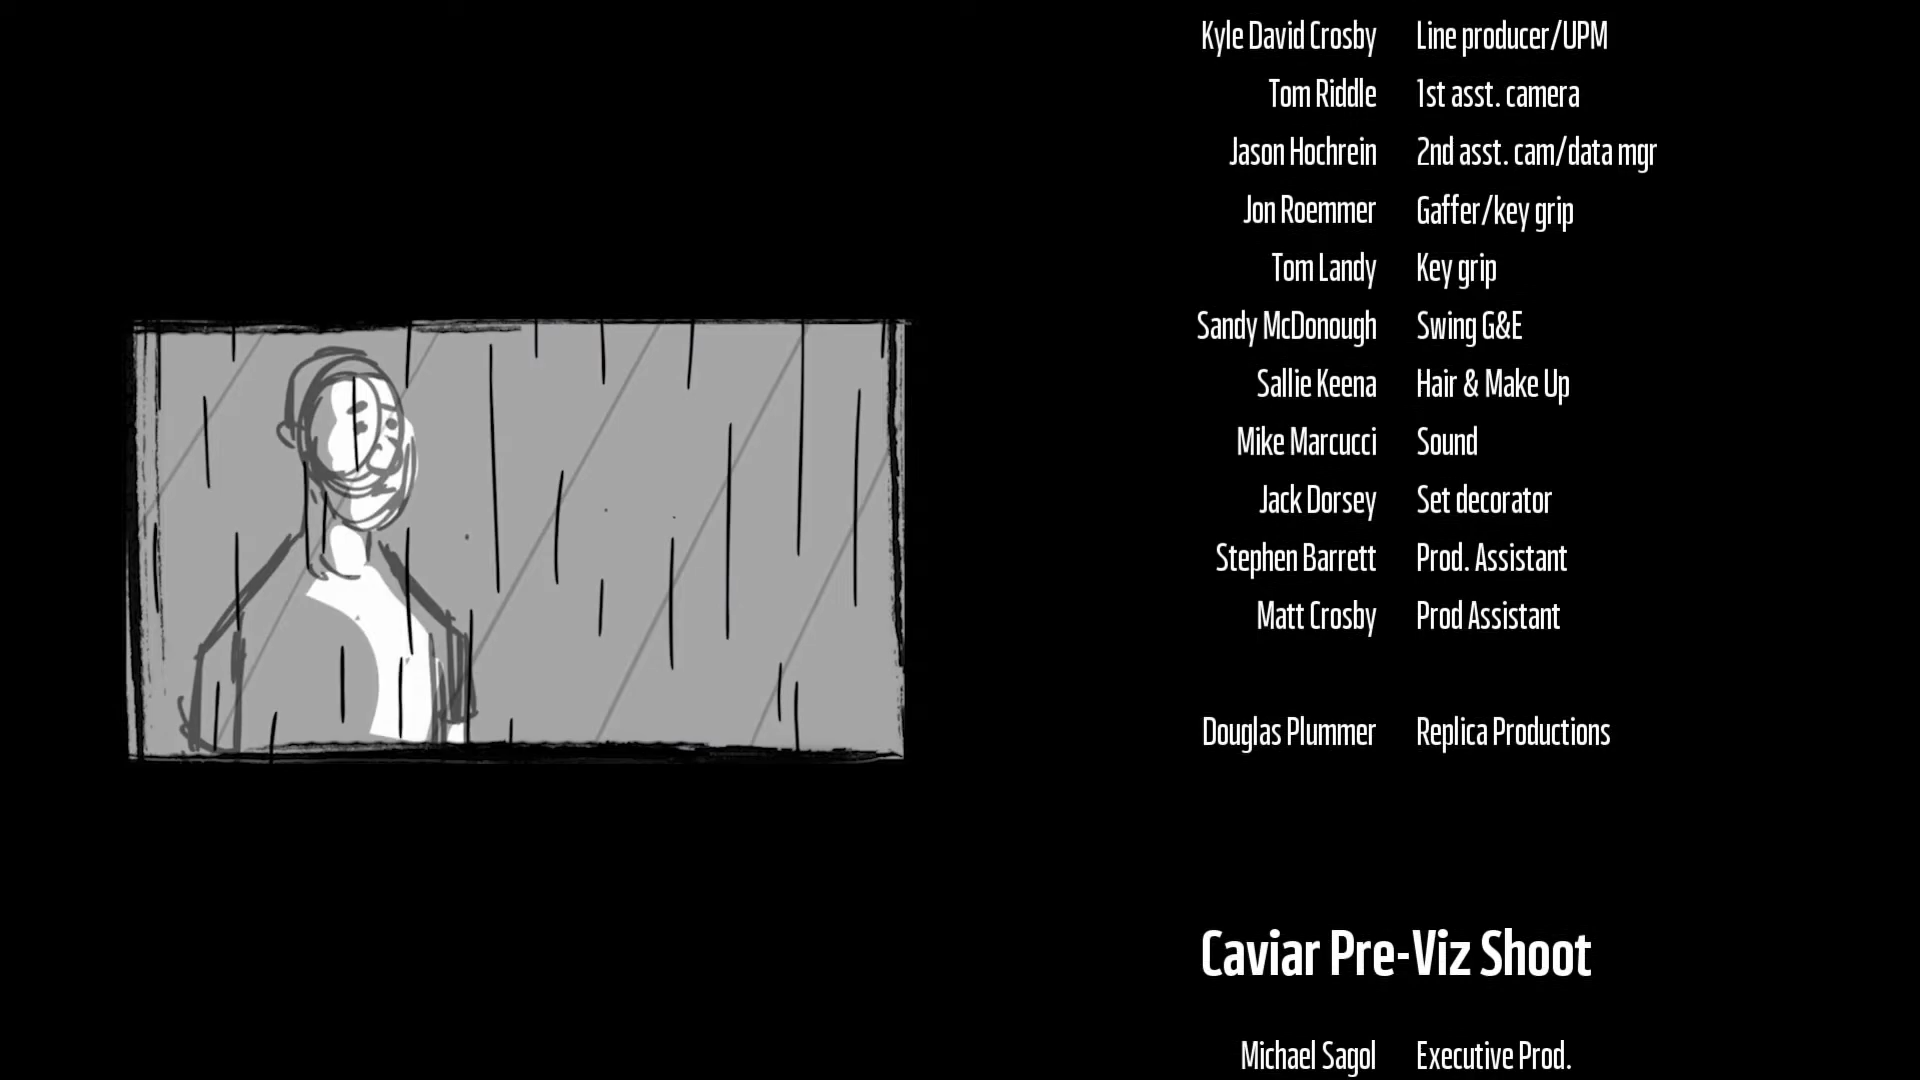 Kyle David Crosby Line producer/UPM
Tom Riddle 1st asst. camera
Jason Hochrein 2nd asst. cam/data mgr
Jon Roemmer Gaffer/key grip
Tom Landy Key grip
Sandy McDonough Swing G&E
Sallie Keena Hair & Make Up
Mike Marcucci Sound
Jack Dorsey Set decorator
Stephen Barrett Prod. Assistant
Matt Crosby Prod Assistant
Douglas Plummer Replica Productions
Caviar Pre-Viz Shoot
Michael Sagol Executive Prod.